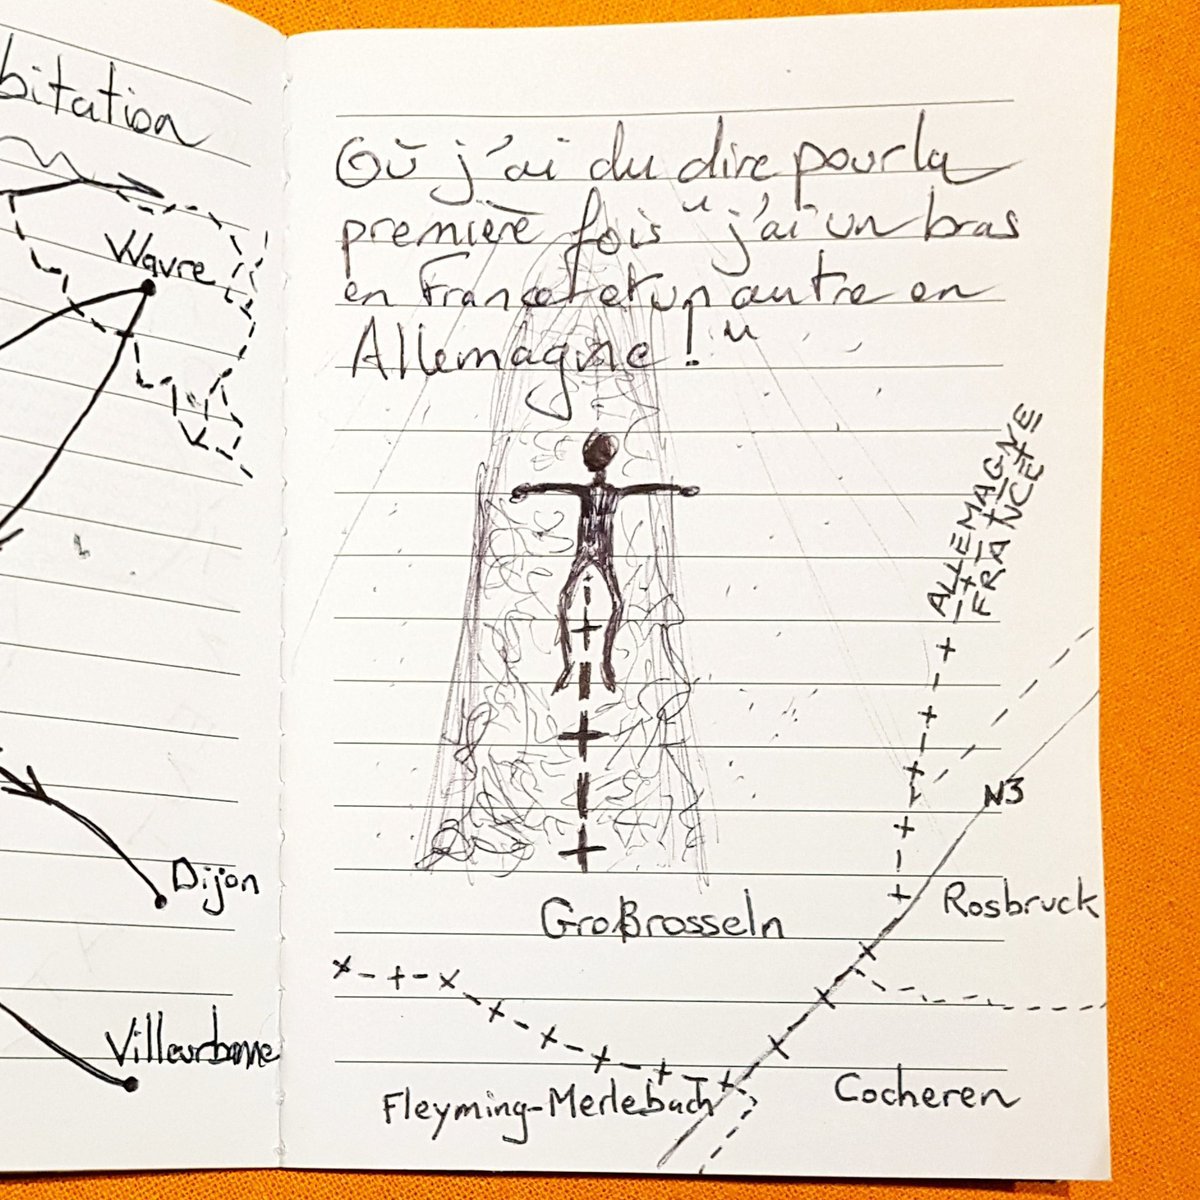 bitation
Wavre
Dijon
Villeurbanne
Où j'ai du dire pour la
première fois "j'ai un bras
en France et un autre en
Allemagne !"
ALLEMAGNE
FRANCE
N3
Rosbruck
Großrosseln
Cocheren
Fleyming-Merlebach